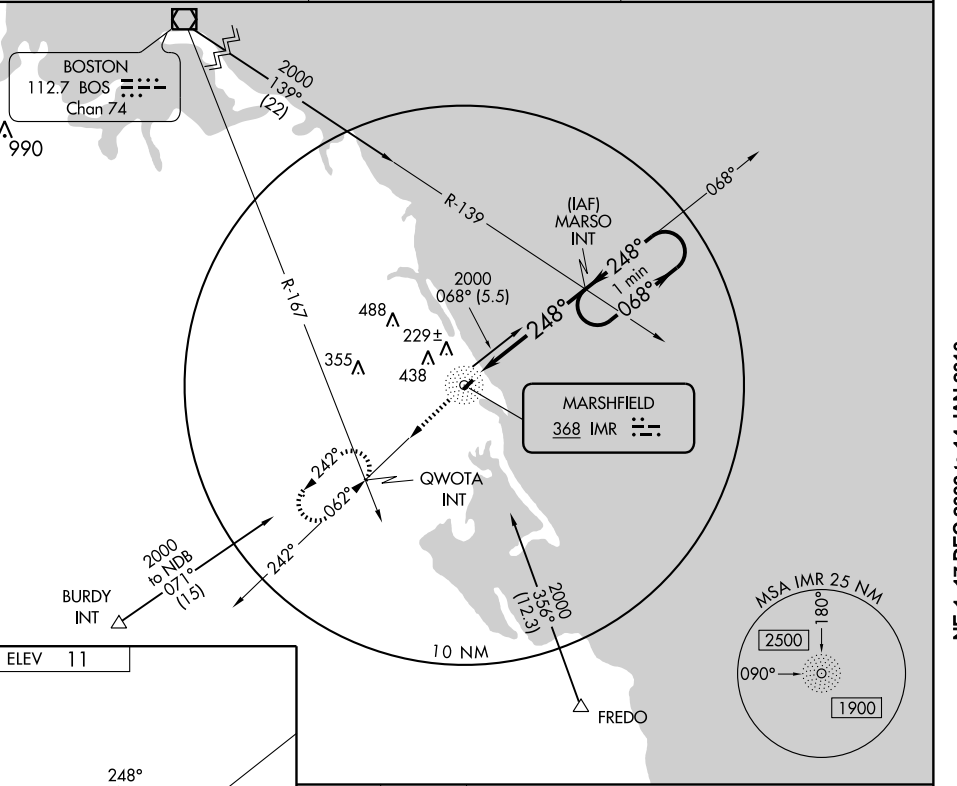 BOSTON
112.7 BOS
Chan 74
990
2000
139°
(22)
R-139
(IAF)
MARSO
INT
068°
248°
1 min
068°
248°
2000
068° (5.5)
R-167
488
229±
355
438
MARSHFIELD
368 IMR
QWOTA
INT
242°
062°
242°
2000
to NDB
071°
(15)
BURDY
INT
2000
356°
(12.3)
FREDO
10 NM
MSA IMR 25 NM
180°
2500
090°
1900
ELEV 11
248°